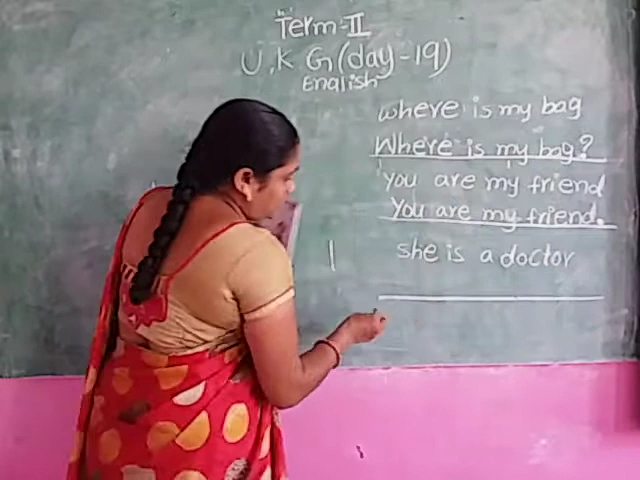 Term-II
U.K G (day-19)
English
where is my bag
Where is my bag?
you are my friend
You are my friend.
she is a doctor